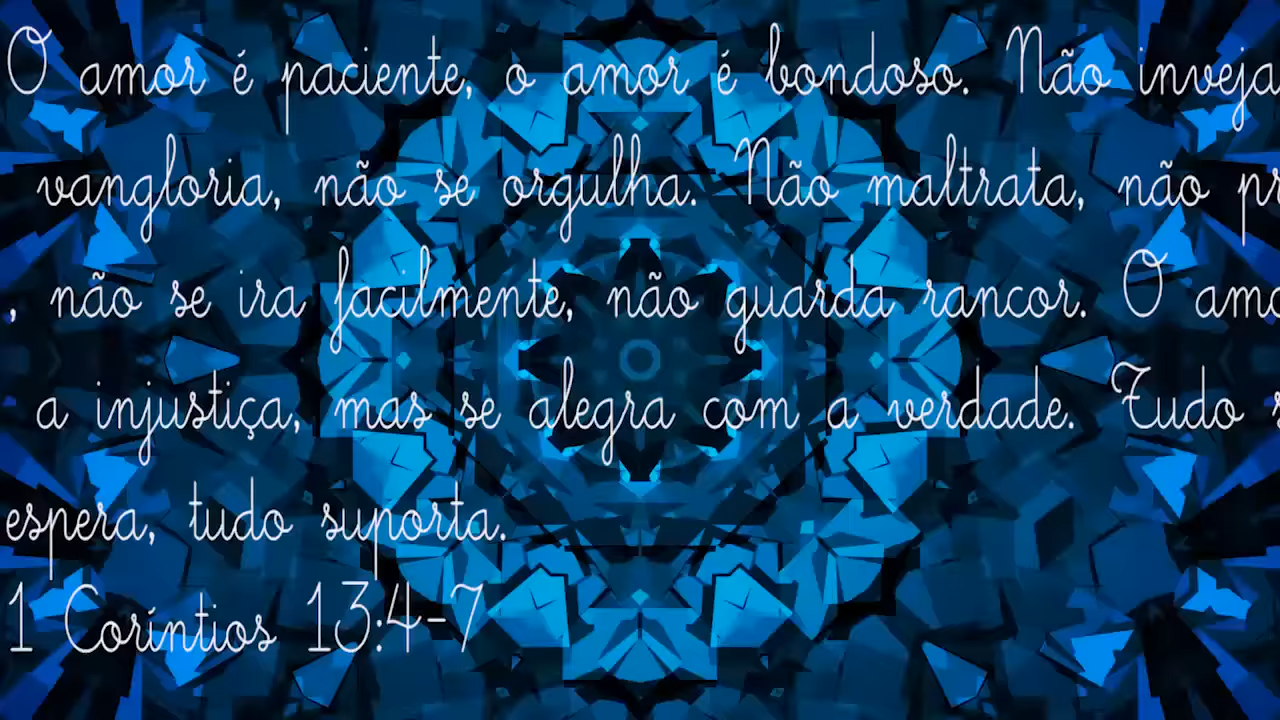 O amor é paciente, o amor é bondoso. Não inveja
vangloria, não se orgulha. Não maltrata, não
, não se ira facilmente, não guarda rancor. O
a injustiça, mas se alegra com a verdade. Tudo
espera, tudo suporta.
1 Coríntios 13:4-7